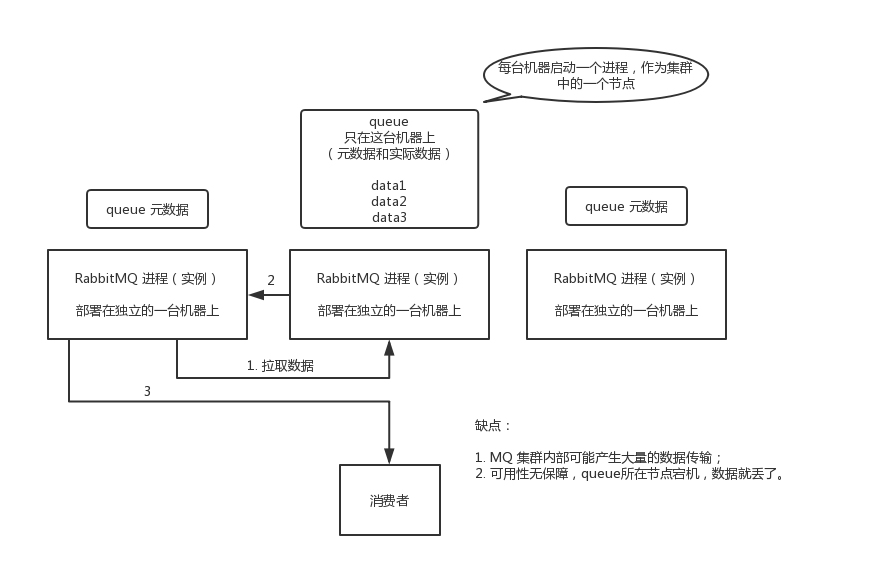 每台机器启动一个进程，作为集群
中的一个节点
queue
只在这台机器上
（元数据和实际数据）
data1
data2
data3
queue 元数据
queue 元数据
RabbitMQ 进程（实例）
部署在独立的一台机器上
2
RabbitMQ 进程（实例）
部署在独立的一台机器上
RabbitMQ 进程（实例）
部署在独立的一台机器上
1. 拉取数据
3
缺点：
1. MQ 集群内部可能产生大量的数据传输；
2. 可用性无保障，queue所在节点宕机，数据就丢了。
消费者